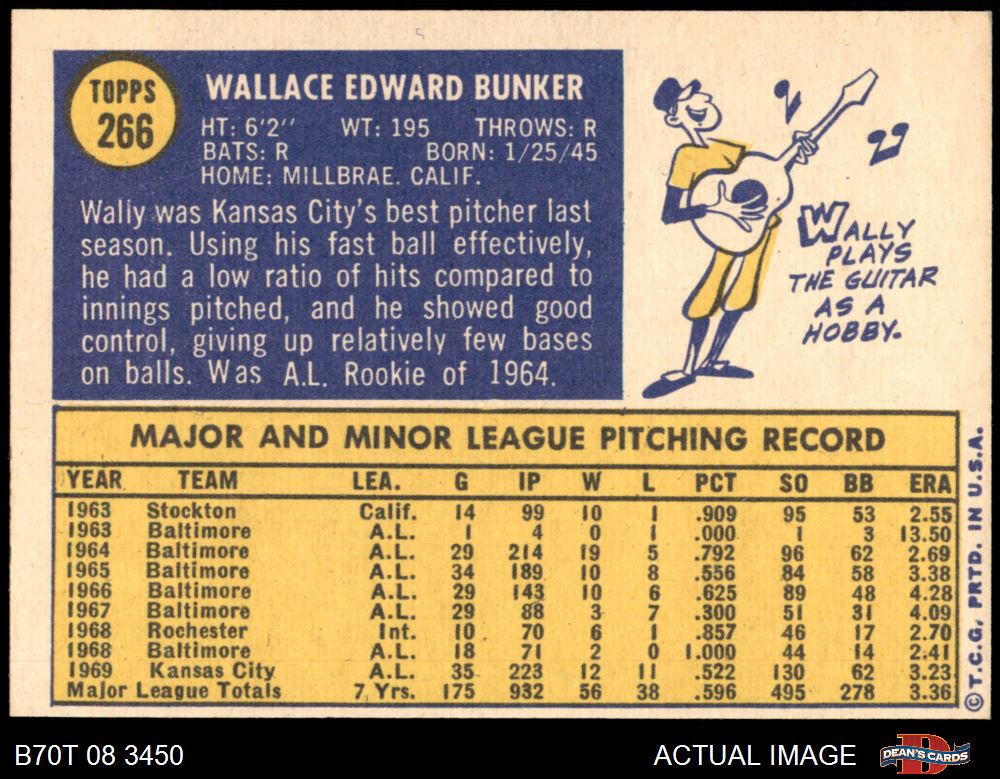 TOPPS
266
WALLACE EDWARD BUNKER
HT: 6'2" WT: 195 THROWS: R
BATS: R BORN: 1/25/45
HOME: MILLBRAE. CALIF.
Wally was Kansas City's best pitcher last
season. Using his fast ball effectively,
he had a low ratio of hits compared to
innings pitched, and he showed good
control, giving up relatively few bases
on balls. Was A.L. Rookie of 1964.
WALLY
PLAYS
THE GUITAR
AS A
HOBBY.
MAJOR AND MINOR LEAGUE PITCHING RECORD
YEAR TEAM LEA. G IP W L PCT SO BB ERA
1963 Stockton Calif. 14 99 10 1 .909 95 53 2.55
1963 Baltimore A.L. 1 4 0 1 .000 1 3 13.50
1964 Baltimore A.L. 29 214 19 5 .792 96 62 2.69
1965 Baltimore A.L. 34 189 10 8 .556 84 58 3.38
1966 Baltimore A.L. 29 143 10 6 .625 89 48 4.28
1967 Baltimore A.L. 29 88 3 7 .300 51 31 4.09
1968 Rochester Int. 10 70 6 1 .857 46 17 2.70
1968 Baltimore A.L. 18 71 2 0 1.000 44 14 2.41
1969 Kansas City A.L. 35 223 12 11 .522 130 62 3.23
Major League Totals 7 Yrs. 175 932 56 38 .596 495 278 3.36
© T.C.G. PRTD. IN U.S.A.
B70T 08 3450
ACTUAL IMAGE
DEAN'S CARDS